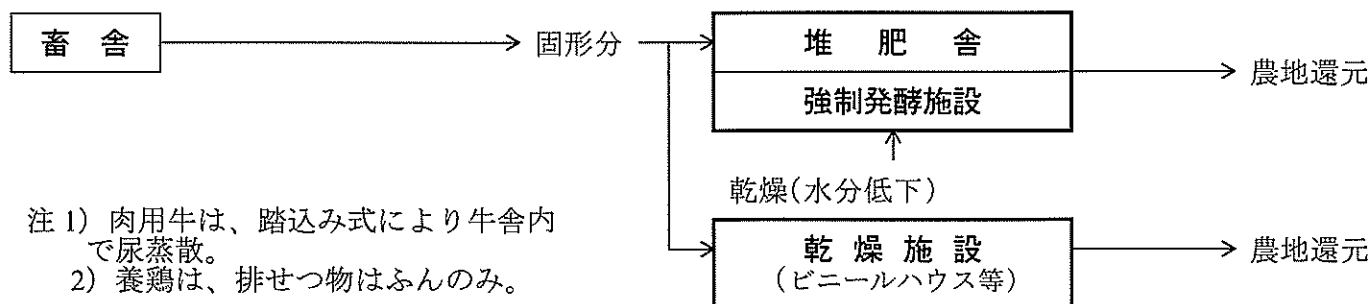 畜舎
固形分
堆肥舎
農地還元
強制発酵施設
乾燥(水分低下)
注1) 肉用牛は、踏込み式により牛舎内
で尿蒸散。
2) 養鶏は、排せつ物はふんのみ。
乾燥施設
(ビニールハウス等)
農地還元